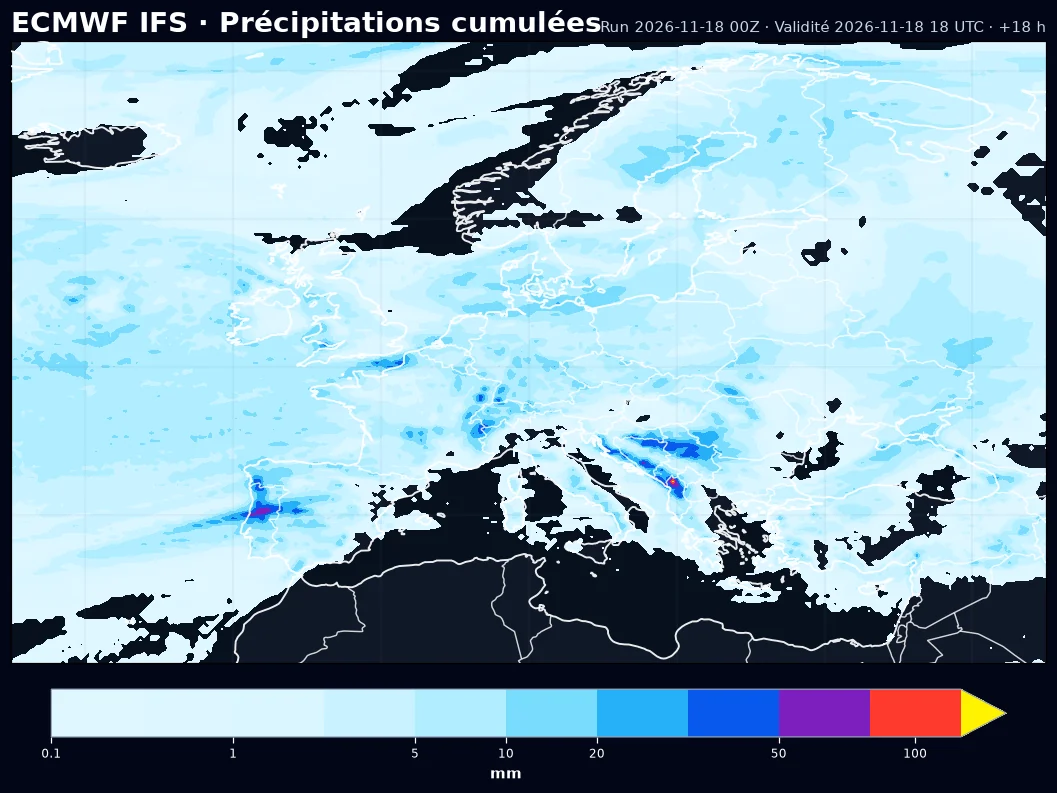 ECMWF IFS · Précipitations cumulées
Run 2026-11-18 00Z · Validité 2026-11-18 18 UTC · +18 h
0.1 1 5 10 20 50 100
mm